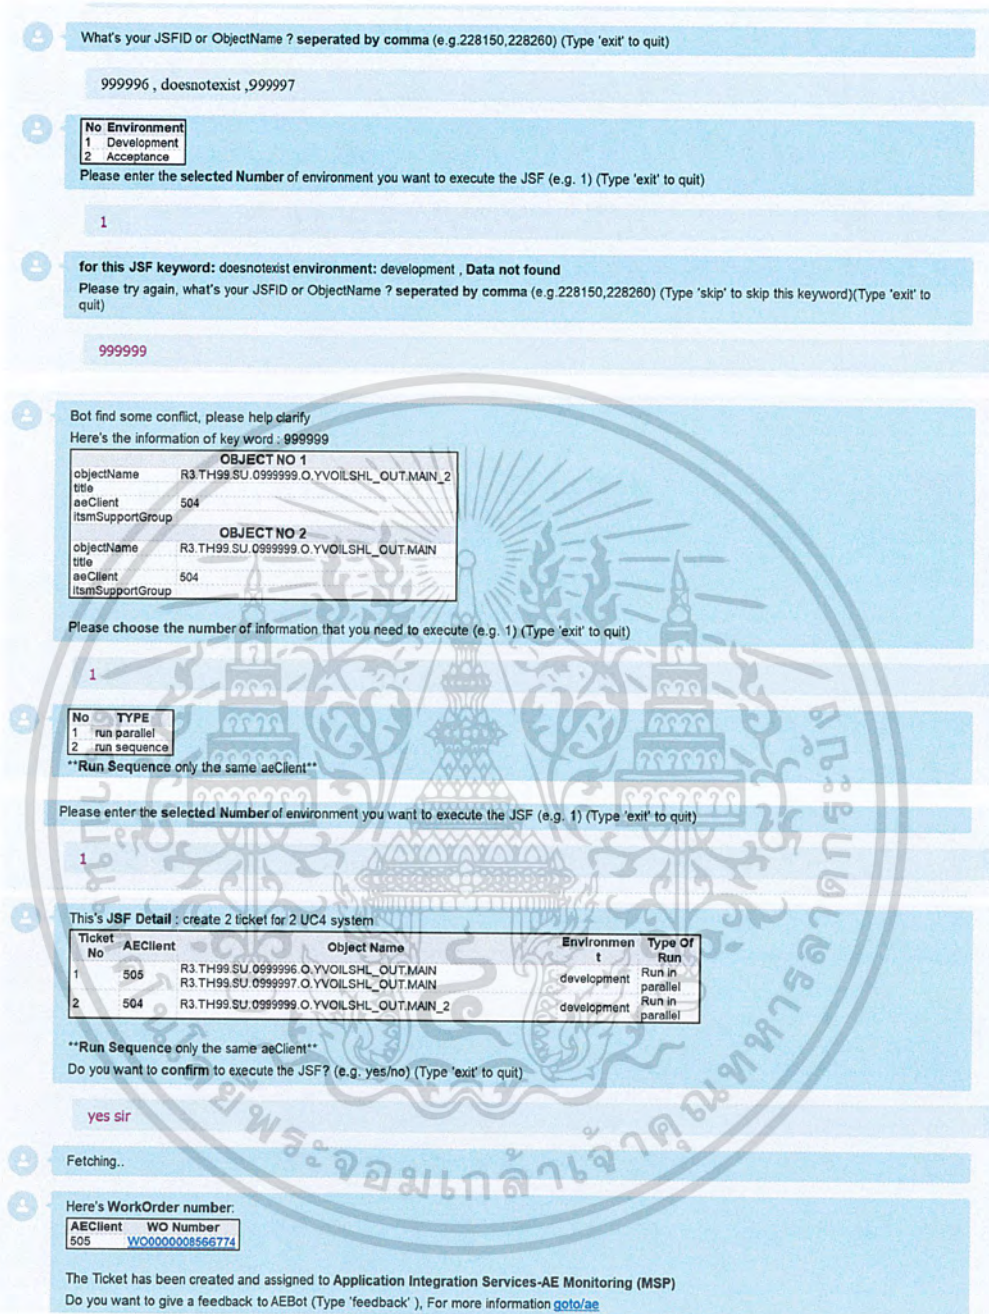 What's your JSFID or ObjectName ? seperated by comma (e.g.228150,228260) (Type 'exit' to quit)
999996 , doesnotexist ,999997
No Environment
1 Development
2 Acceptance
Please enter the selected Number of environment you want to execute the JSF (e.g. 1) (Type 'exit' to quit)
1
for this JSF keyword: doesnotexist environment: development , Data not found
Please try again, what's your JSFID or ObjectName ? seperated by comma (e.g.228150,228260) (Type 'skip' to skip this keyword)(Type 'exit' to
quit)
999999
Bot find some conflict, please help clarify
Here's the information of key word : 999999
OBJECT NO 1
objectName R3.TH99.SU.0999999.O.YVOILSHL_OUT.MAIN_2
title
aeClient 504
itsmSupportGroup
OBJECT NO 2
objectName R3.TH99.SU.0999999.O.YVOILSHL_OUT.MAIN
title
aeClient 504
itsmSupportGroup
Please choose the number of information that you need to execute (e.g. 1) (Type 'exit' to quit)
1
No TYPE
1 run parallel
2 run sequence
**Run Sequence only the same aeClient**
Please enter the selected Number of environment you want to execute the JSF (e.g. 1) (Type 'exit' to quit)
1
This's JSF Detail : create 2 ticket for 2 UC4 system
Ticket No AEClient Object Name Environmen t Type Of Run
1 505 R3.TH99.SU.0999996.O.YVOILSHL_OUT.MAIN development Run in
R3.TH99.SU.0999997.O.YVOILSHL_OUT.MAIN parallel
2 504 R3.TH99.SU.0999999.O.YVOILSHL_OUT.MAIN_2 development Run in
parallel
**Run Sequence only the same aeClient**
Do you want to confirm to execute the JSF? (e.g. yes/no) (Type 'exit' to quit)
yes sir
Fetching..
Here's WorkOrder number:
AEClient WO Number
505 WO0000008566774
The Ticket has been created and assigned to Application Integration Services-AE Monitoring (MSP)
Do you want to give a feedback to AEBot (Type 'feedback' ), For more information goto/ae